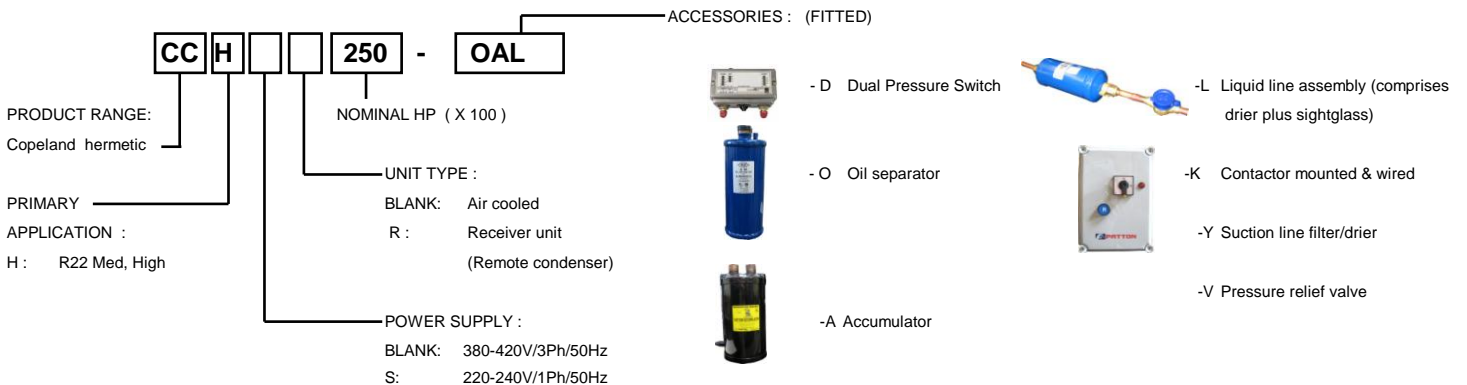 ACCESSORIES : (FITTED)
CC H 250 - OAL
PRODUCT RANGE:
Copeland hermetic
NOMINAL HP ( X 100 )
PRIMARY
APPLICATION :
H : R22 Med, High
UNIT TYPE :
BLANK: Air cooled
R : Receiver unit
(Remote condenser)
POWER SUPPLY :
BLANK: 380-420V/3Ph/50Hz
S: 220-240V/1Ph/50Hz
- D Dual Pressure Switch
- O Oil separator
-A Accumulator
-L Liquid line assembly (comprises
drier plus sightglass)
-K Contactor mounted & wired
PATTON
-Y Suction line filter/drier
-V Pressure relief valve